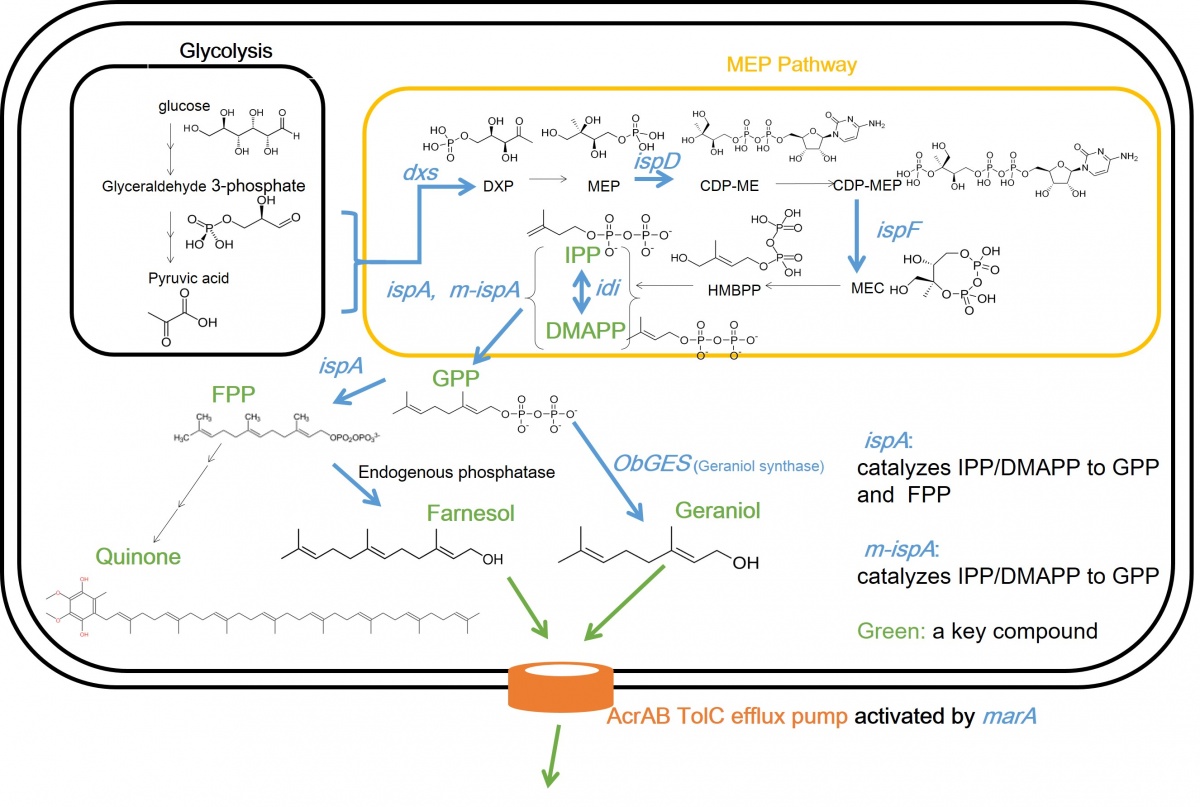 Glycolysis
MEP Pathway
glucose
Glyceraldehyde 3-phosphate
Pyruvic acid
dxs
DXP
MEP
ispD
CDP-ME
CDP-MEP
ispF
MEC
HMBPP
IPP
idi
DMAPP
ispA, m-ispA
GPP
ispA
FPP
Endogenous phosphatase
ObGES (Geraniol synthase)
Farnesol
Geraniol
Quinone
ispA:
catalyzes IPP/DMAPP to GPP
and FPP
m-ispA:
catalyzes IPP/DMAPP to GPP
Green: a key compound
AcrAB TolC efflux pump activated by marA